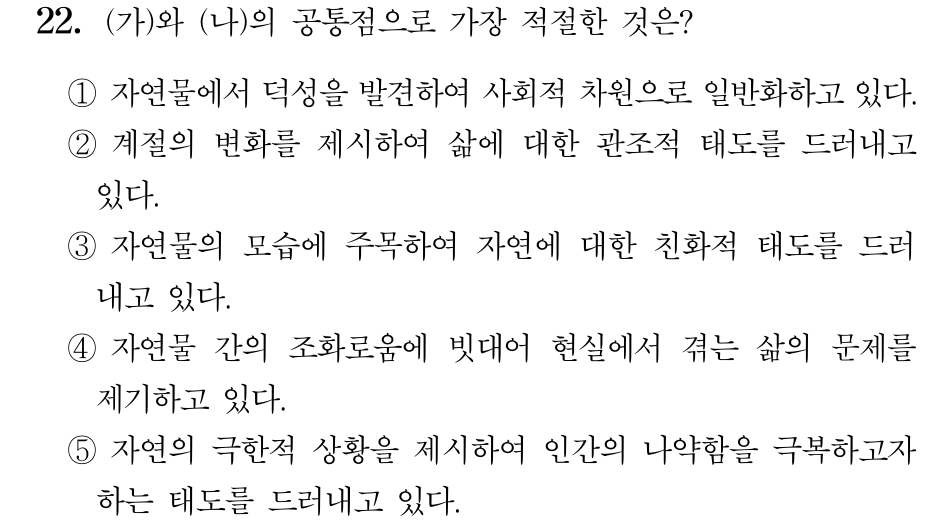 22. (가)와 (나)의 공통점으로 가장 적절한 것은?
① 자연물에서 덕성을 발견하여 사회적 차원으로 일반화하고 있다.
② 계절의 변화를 제시하여 삶에 대한 관조적 태도를 드러내고
있다.
③ 자연물의 모습에 주목하여 자연에 대한 친화적 태도를 드러
내고 있다.
④ 자연물 간의 조화로움에 빗대어 현실에서 겪는 삶의 문제를
제기하고 있다.
⑤ 자연의 극한적 상황을 제시하여 인간의 나약함을 극복하고자
하는 태도를 드러내고 있다.